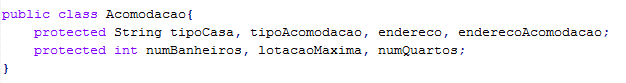 public class Acomodacao{
    protected String tipoCasa, tipoAcomodacao, endereco, enderecoAcomodacao;
    protected int numBanheiros, lotacaoMaxima, numQuartos;
}